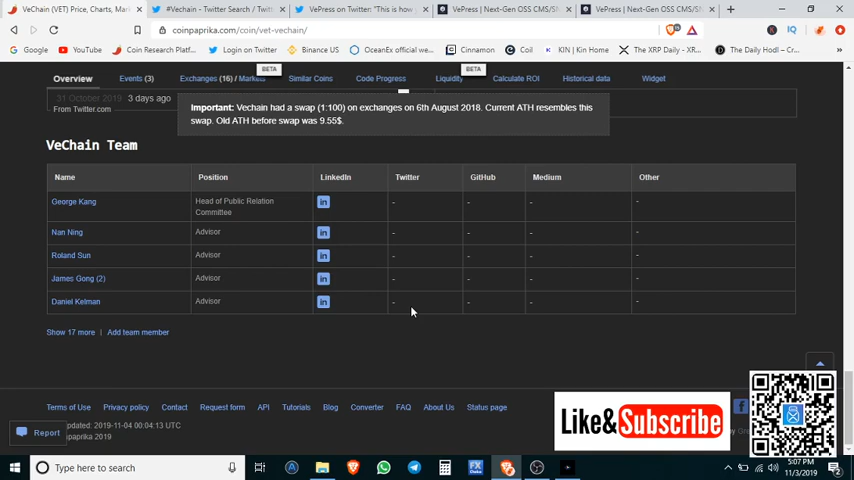 VeChain (VET) Price, Charts, Mark
#Vechain - Twitter Search / Twitt
VePress on Twitter: "This is how y
VePress | Next-Gen OSS CMS/SN
VePress | Next-Gen OSS CMS/SN
coinpaprika.com/coin/vet-vechain/
Google
YouTube
Coin Research Platf...
Login on Twitter
Binance US
OceanEx official we...
Cinnamon
Coil
KIN | Kin Home
The XRP Daily - XR...
The Daily Hodl – Cr...
BETA
BETA
Overview
Events (3)
Exchanges (16) / Markets
Similar Coins
Code Progress
Liquidity
Calculate ROI
Historical data
Widget
31 October 2019 3 days ago
From Twitter.com
Important: Vechain had a swap (1:100) on exchanges on 6th August 2018. Current ATH resembles this
swap. Old ATH before swap was 9.55$.
VeChain Team
Name Position LinkedIn Twitter GitHub Medium Other
George Kang Head of Public Relation - - - -
Committee
Nan Ning Advisor - - - -
Roland Sun Advisor - - - -
James Gong (2) Advisor - - - -
Daniel Kelman Advisor - - - -
Show 17 more | Add team member
Terms of Use Privacy policy Contact Request form API Tutorials Blog Converter FAQ About Us Status page
Report
pdated: 2019-11-04 00:04:13 UTC
paprika 2019
Like&Subscribe
Type here to search
5:07 PM
11/3/2019
2